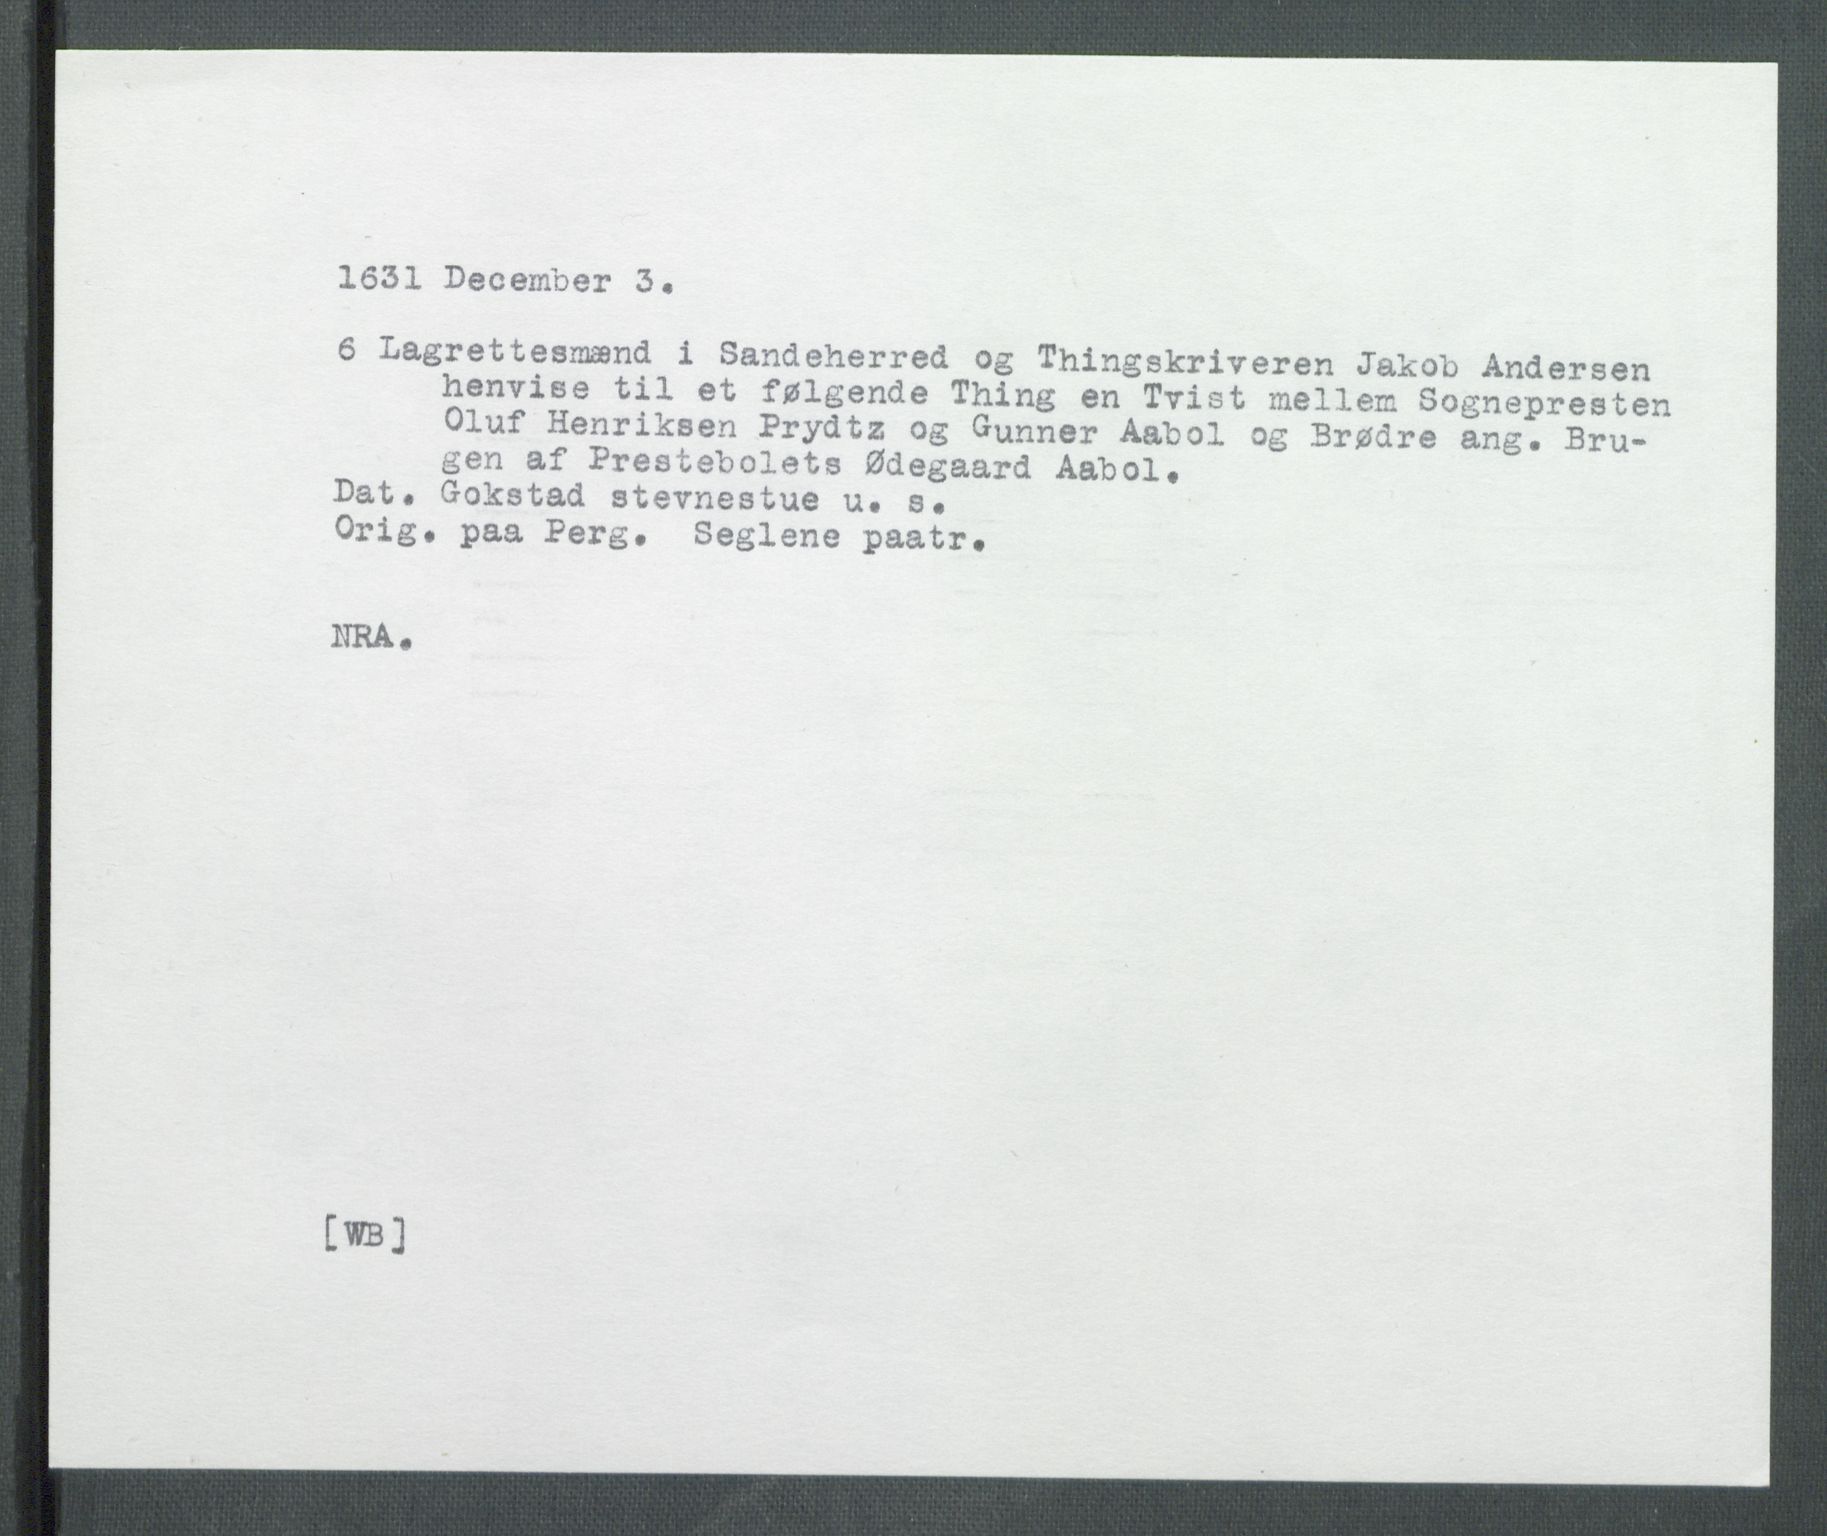 1631 December 3.
6 Lagrettesmænd i Sandeherred og Thingskriveren Jakob Andersen
henvise til et følgende Thing en Tvist mellem Sognepresten
Oluf Henriksen Prydtz og Gunner Aabol og Brødre ang. Bru-
gen af Prestebolets Ødegaard Aabol.
Dat. Gokstad stevnestue u. s.
Orig. paa Perg. Seglene paatr.
NRA.
[WB]